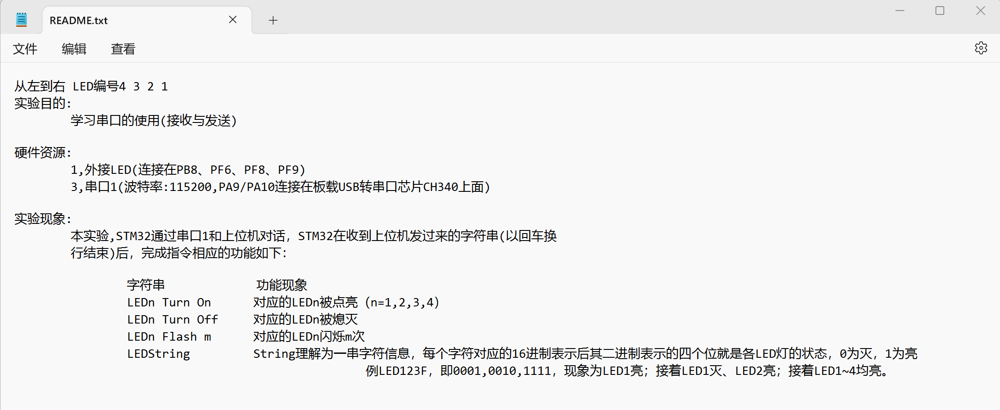 README.txt
文件 编辑 查看
从左到右 LED编号4 3 2 1
实验目的:
学习串口的使用(接收与发送)
硬件资源:
1,外接LED(连接在PB8、PF6、PF8、PF9)
3,串口1(波特率:115200,PA9/PA10连接在板载USB转串口芯片CH340上面)
实验现象:
本实验,STM32通过串口1和上位机对话，STM32在收到上位机发过来的字符串(以回车换
行结束)后，完成指令相应的功能如下：
字符串 功能现象
LEDn Turn On 对应的LEDn被点亮（n=1,2,3,4）
LEDn Turn Off 对应的LEDn被熄灭
LEDn Flash m 对应的LEDn闪烁m次
LEDString String理解为一串字符信息，每个字符对应的16进制表示后其二进制表示的四个位就是各LED灯的状态，0为灭，1为亮
例LED123F，即0001,0010,1111，现象为LED1亮；接着LED1灭、LED2亮；接着LED1~4均亮。